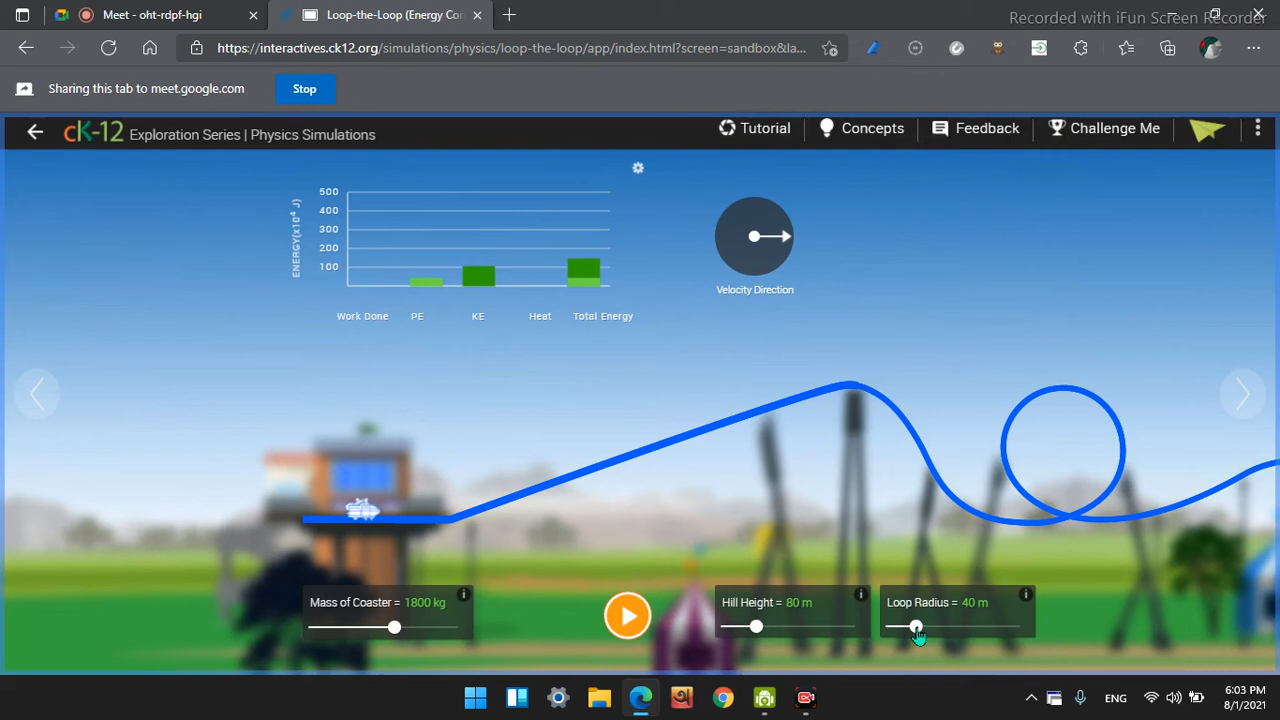 Meet - oht-rdpf-hgi
Loop-the-Loop (Energy Con
Recorded with iFun Screen Recorder
https://interactives.ck12.org/simulations/physics/loop-the-loop/app/index.html?screen=sandbox&la...
Sharing this tab to meet.google.com
Stop
cK-12 Exploration Series | Physics Simulations
Tutorial
Concepts
Feedback
Challenge Me
ENERGY(x10⁴ J)
500
400
300
200
100
Work Done PE KE Heat Total Energy
Velocity Direction
Mass of Coaster = 1800 kg
Hill Height = 80 m
Loop Radius = 40 m
ENG
6:03 PM
8/1/2021